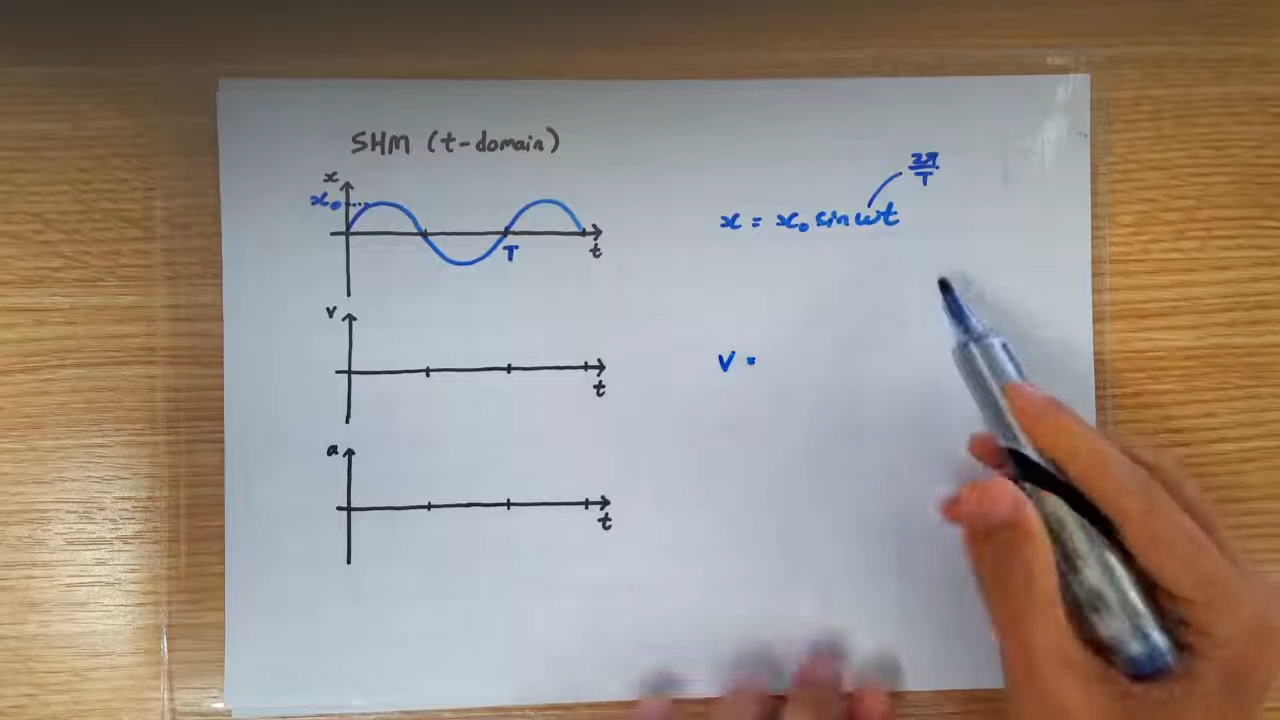 SHM (t-domain)
x
x₀
T
t
x = x₀ sin ωt
2π/T
v
t
v =
a
t